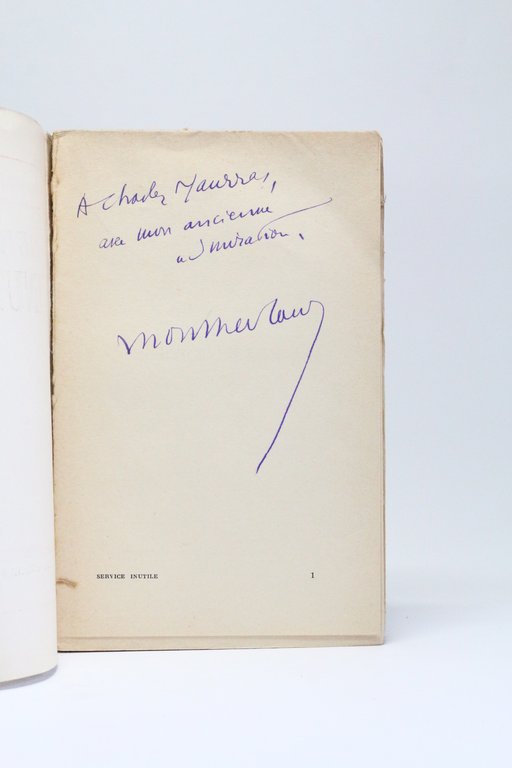 A Charles Maurras,
avec mon ancienne
admiration.
Montherlant
SERVICE INUTILE 1